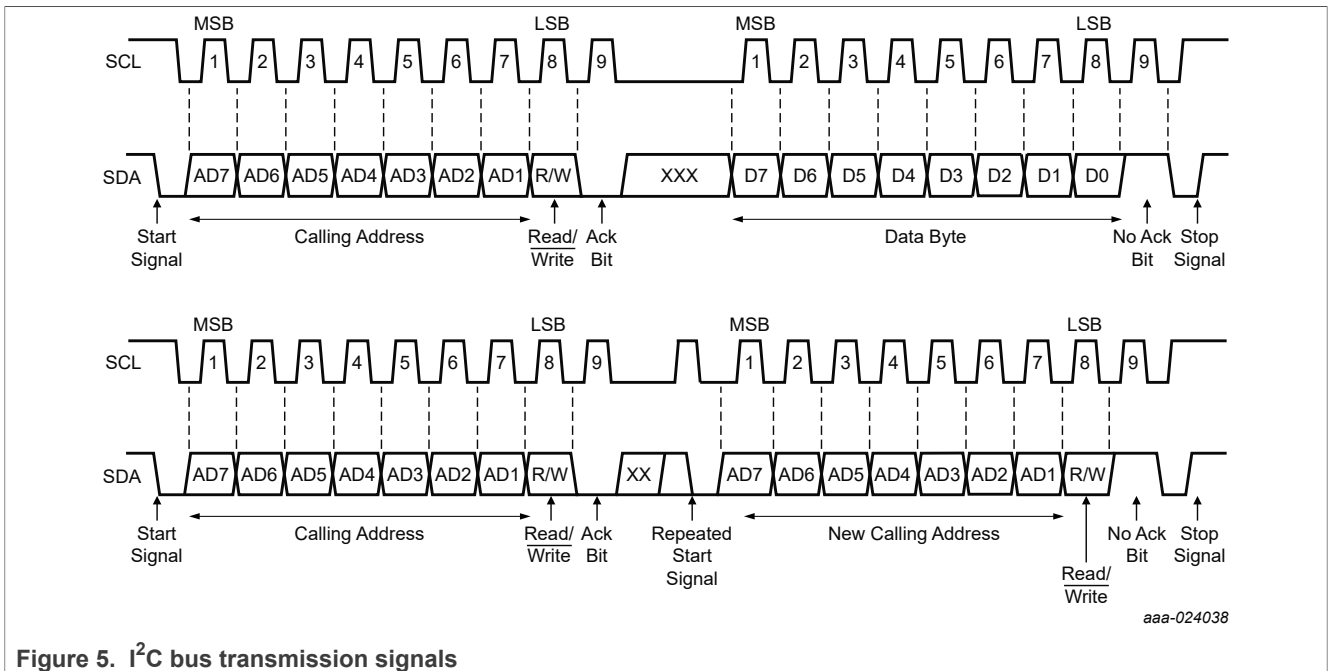 MSB LSB MSB LSB
SCL 1 2 3 4 5 6 7 8 9 1 2 3 4 5 6 7 8 9
SDA AD7 AD6 AD5 AD4 AD3 AD2 AD1 R/W XXX D7 D6 D5 D4 D3 D2 D1 D0
Start Signal
Calling Address
Read/
Write
Ack Bit
Data Byte
No Ack Bit
Stop Signal
MSB LSB MSB LSB
SCL 1 2 3 4 5 6 7 8 9 1 2 3 4 5 6 7 8 9
SDA AD7 AD6 AD5 AD4 AD3 AD2 AD1 R/W XX AD7 AD6 AD5 AD4 AD3 AD2 AD1 R/W
Start Signal
Calling Address
Read/
Write
Ack Bit
Repeated
Start
Signal
New Calling Address
Read/
Write
No Ack Bit
Stop Signal
aaa-024038
Figure 5. I²C bus transmission signals